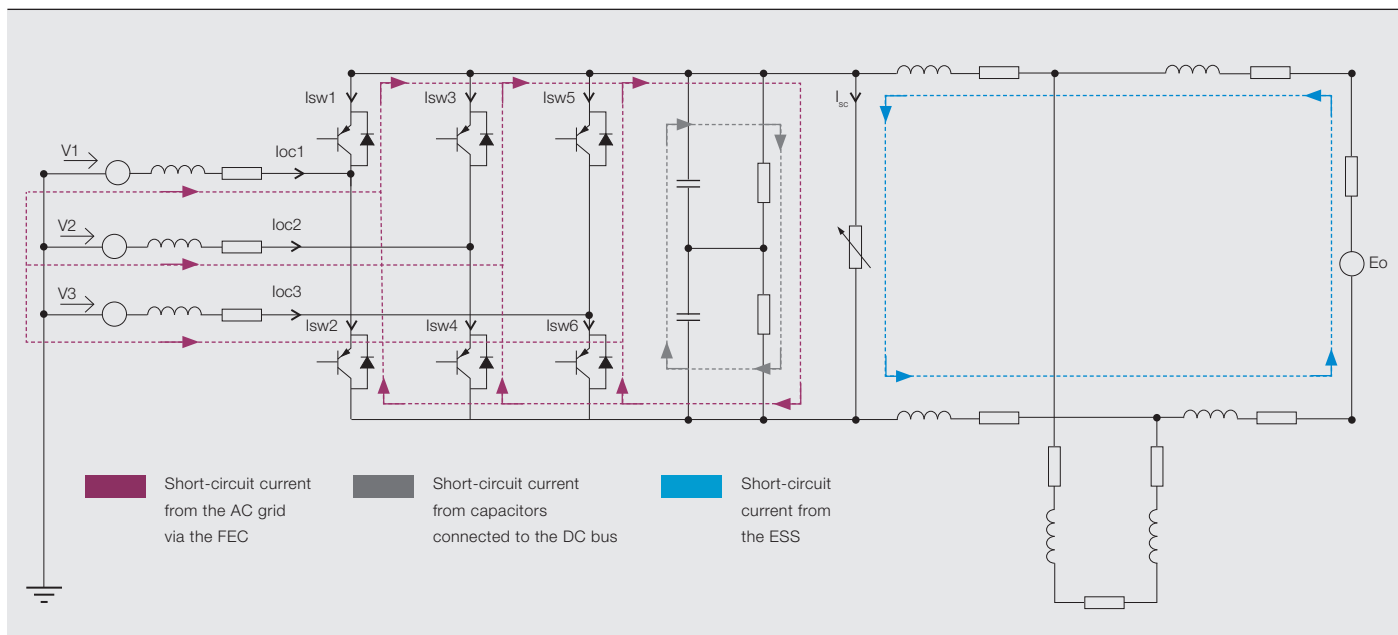 Isw1
Isw3
Isw5
Isc
V1
Ioc1
V2
Ioc2
V3
Ioc3
Eo
Isw2
Isw4
Isw6
Short-circuit current
from the AC grid
via the FEC
Short-circuit current
from capacitors
connected to the DC bus
Short-circuit
current from
the ESS